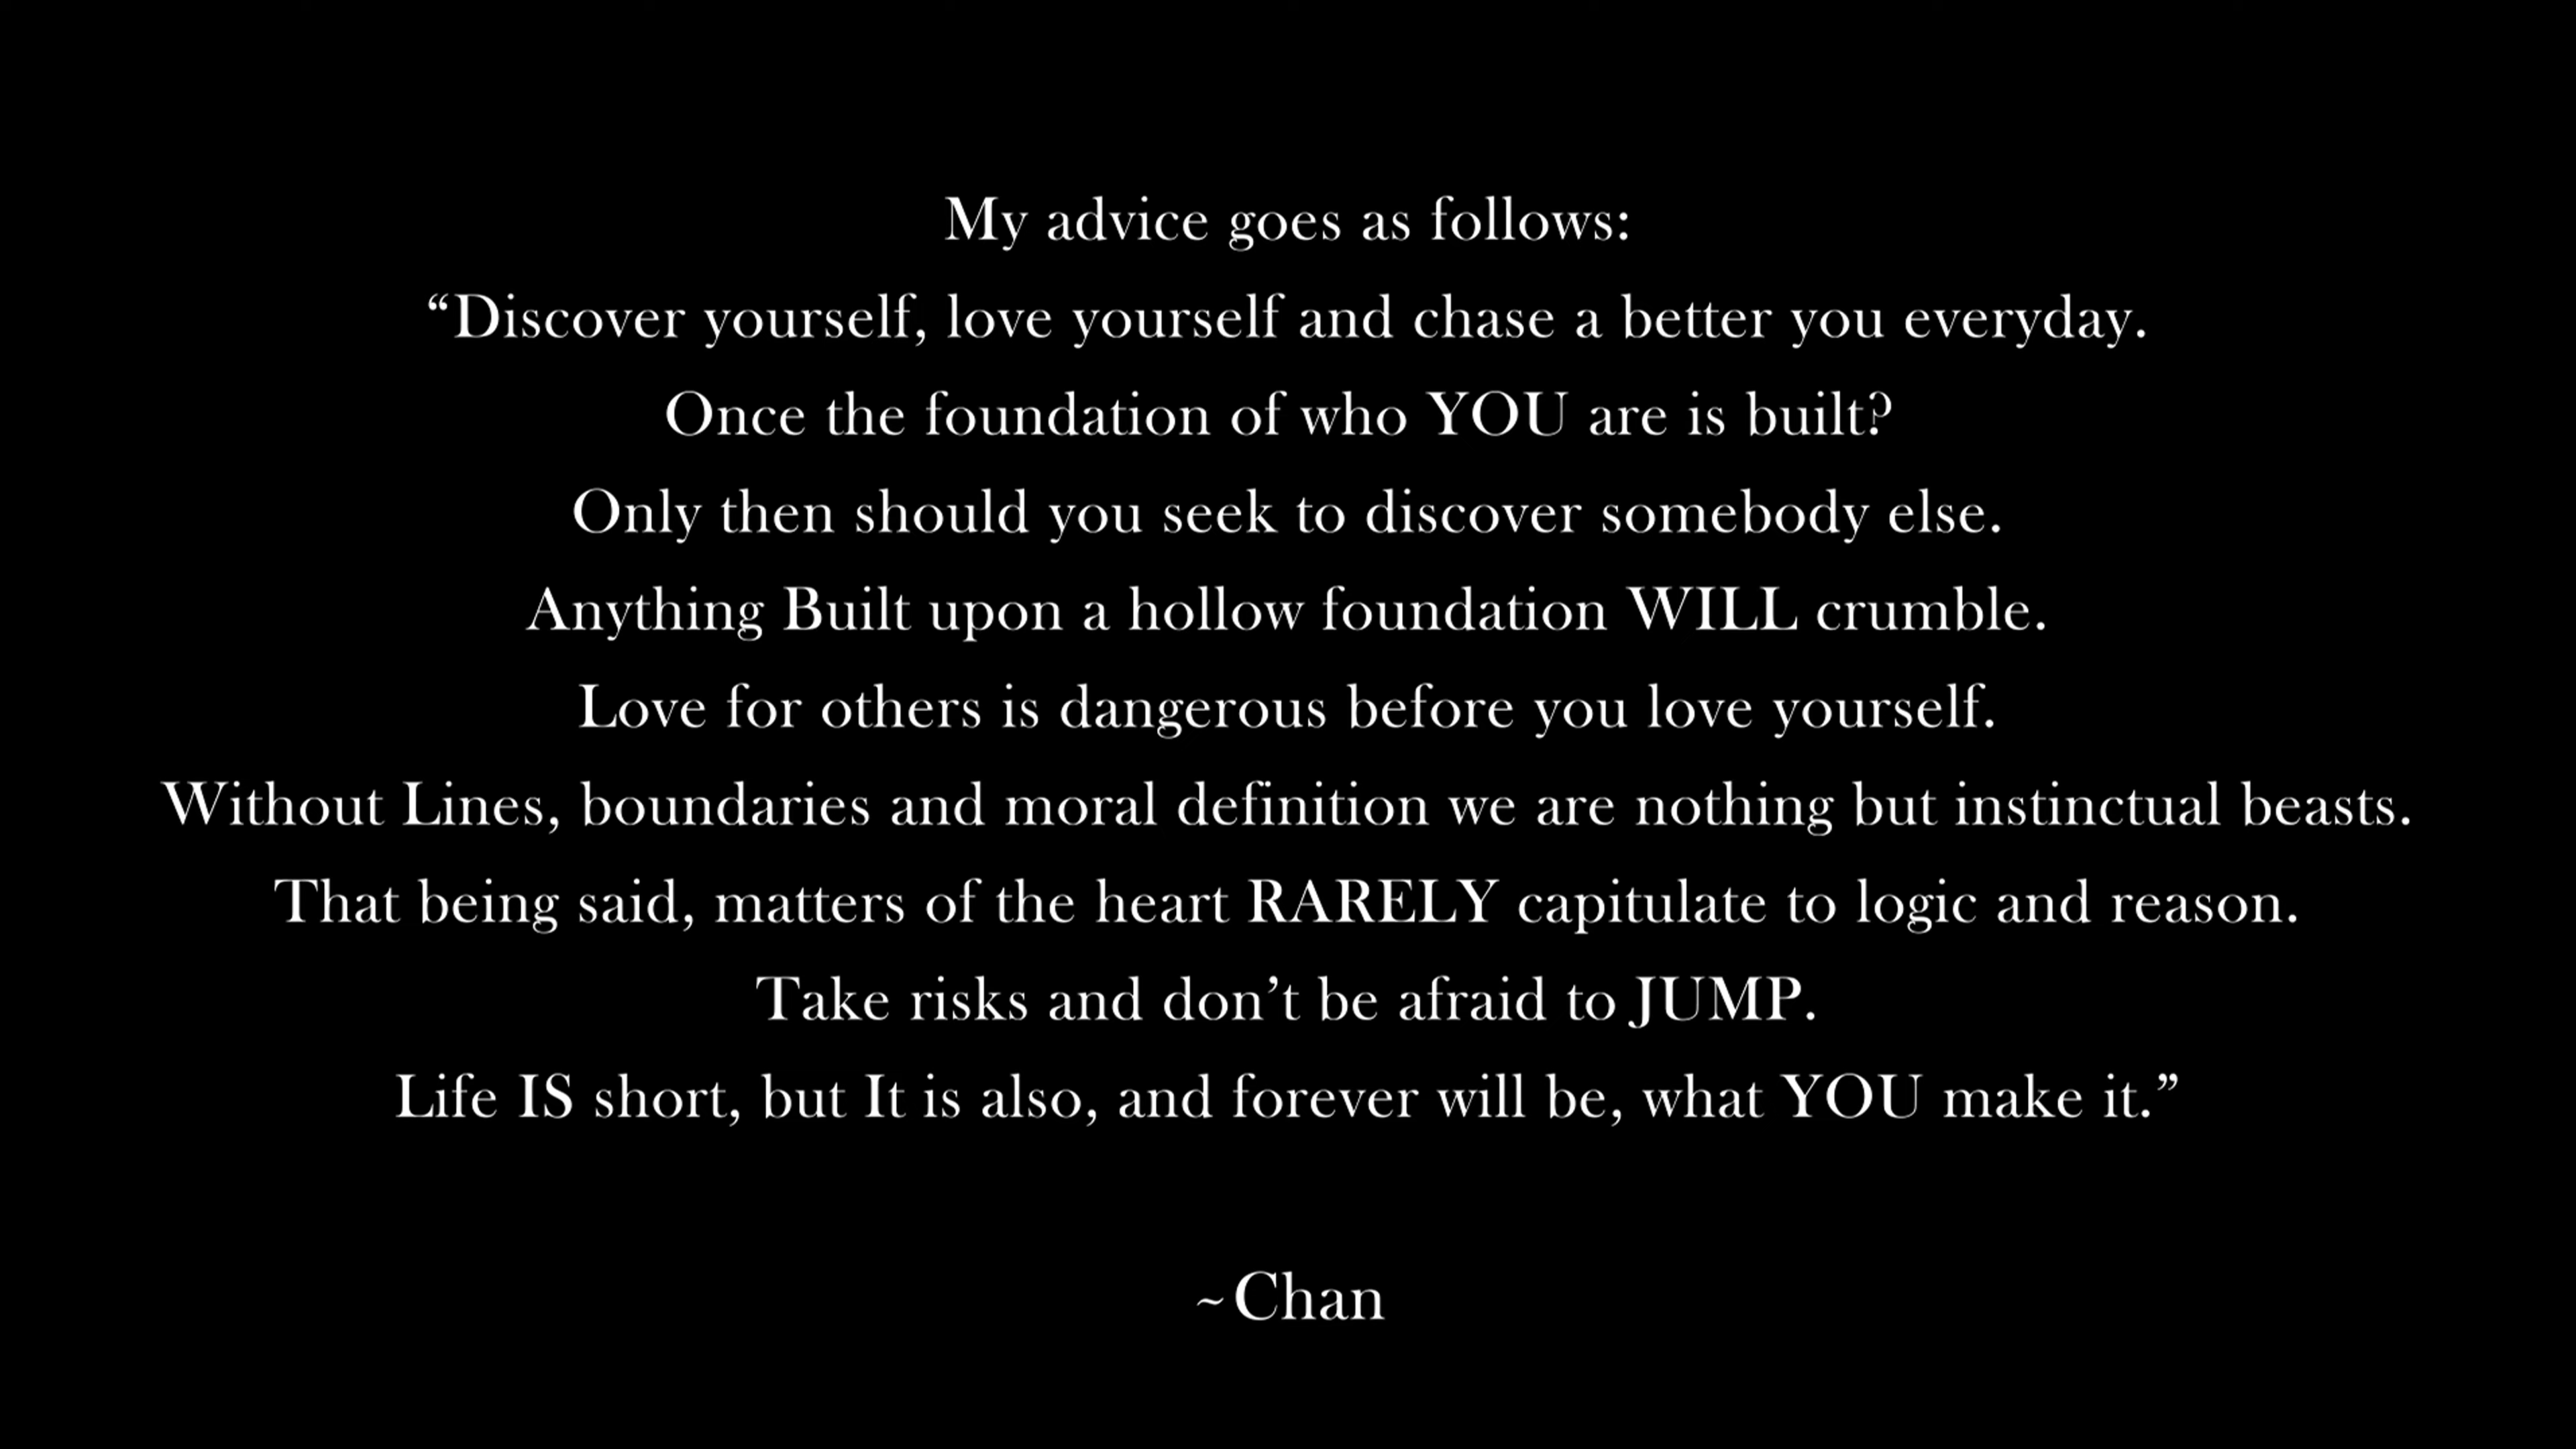 My advice goes as follows:
“Discover yourself, love yourself and chase a better you everyday.
Once the foundation of who YOU are is built?
Only then should you seek to discover somebody else.
Anything Built upon a hollow foundation WILL crumble.
Love for others is dangerous before you love yourself.
Without Lines, boundaries and moral definition we are nothing but instinctual beasts.
That being said, matters of the heart RARELY capitulate to logic and reason.
Take risks and don’t be afraid to JUMP.
Life IS short, but It is also, and forever will be, what YOU make it.”
~Chan